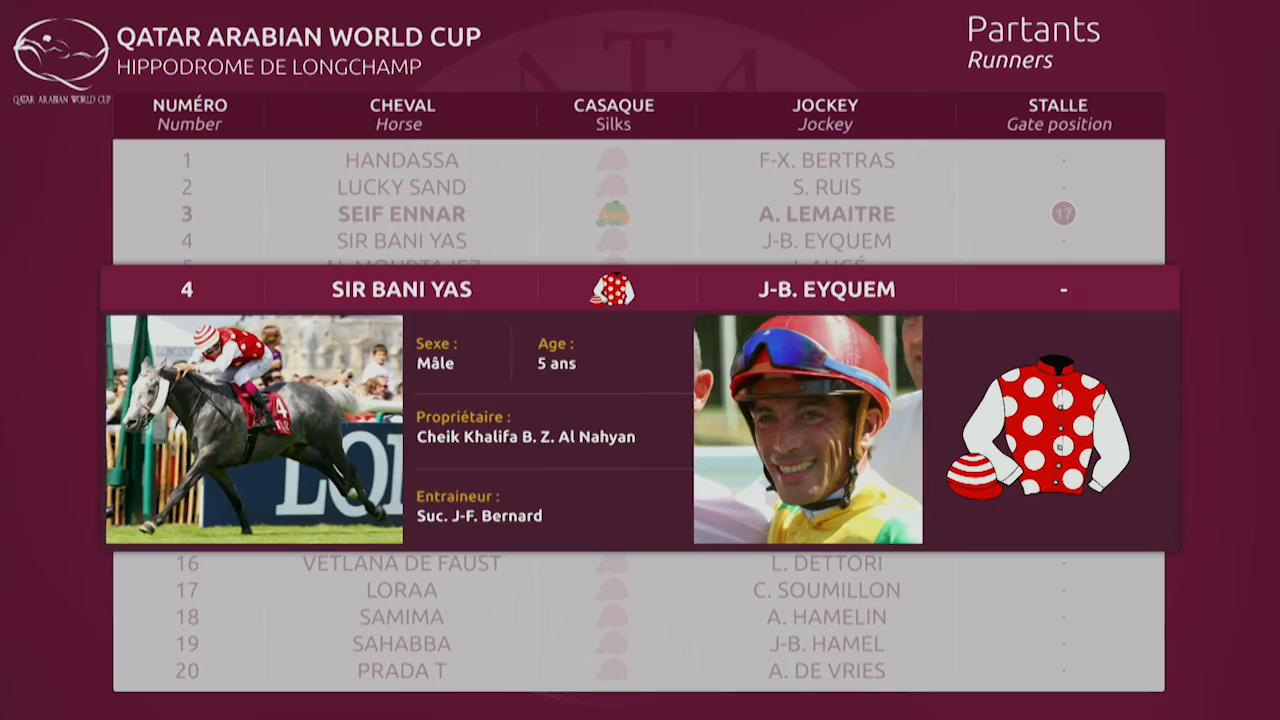 QATAR ARABIAN WORLD CUP
HIPPODROME DE LONGCHAMP
QATAR ARABIAN WORLD CUP
Partants
Runners
NUMÉRO CHEVAL CASAQUE JOCKEY STALLE
Number Horse Silks Jockey Gate position
1 HANDASSA F-X. BERTRAS -
2 LUCKY SAND S. RUIS -
3 SEIF ENNAR A. LEMAITRE 17
4 SIR BANI YAS J-B. EYQUEM -
4 SIR BANI YAS J-B. EYQUEM -
Sexe : Age :
Mâle 5 ans
Propriétaire :
Cheik Khalifa B. Z. Al Nahyan
Entraineur :
Suc. J-F. Bernard
4
16 VETLANA DE FAUST L. DETTORI -
17 LORAA C. SOUMILLON -
18 SAMIMA A. HAMELIN -
19 SAHABBA J-B. HAMEL -
20 PRADA T A. DE VRIES -